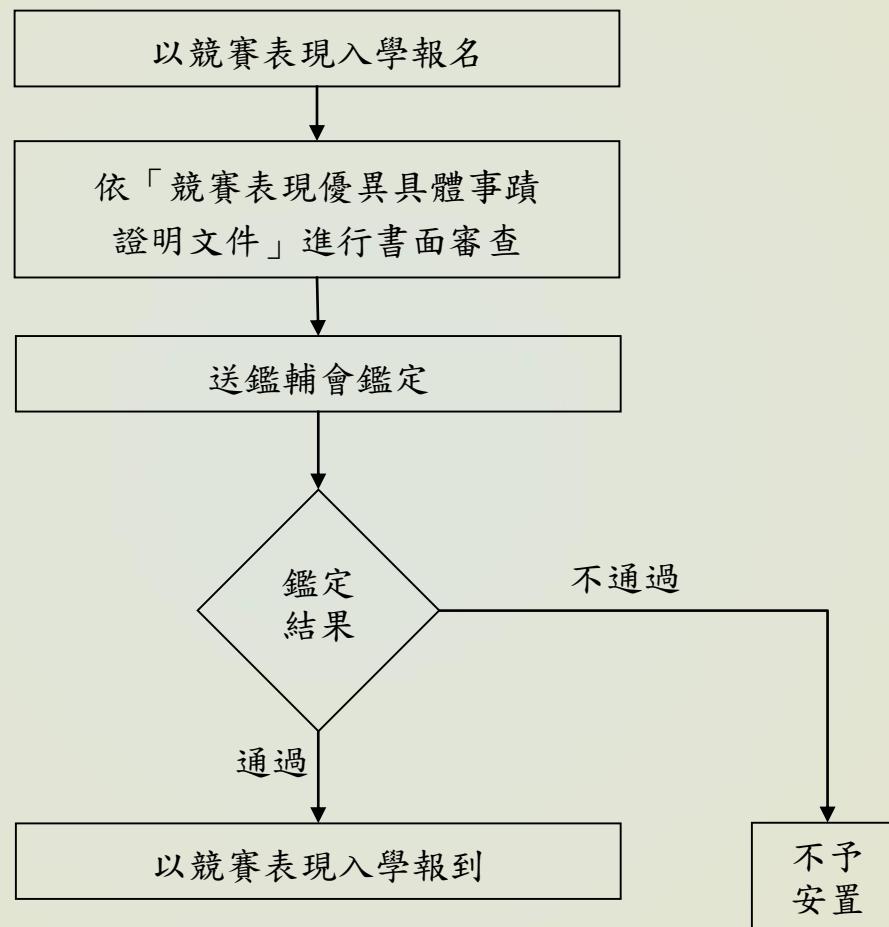 以競賽表現入學報名
依「競賽表現優異具體事蹟
證明文件」進行書面審查
送鑑輔會鑑定
鑑定
結果
不通過
通過
以競賽表現入學報到
不予
安置